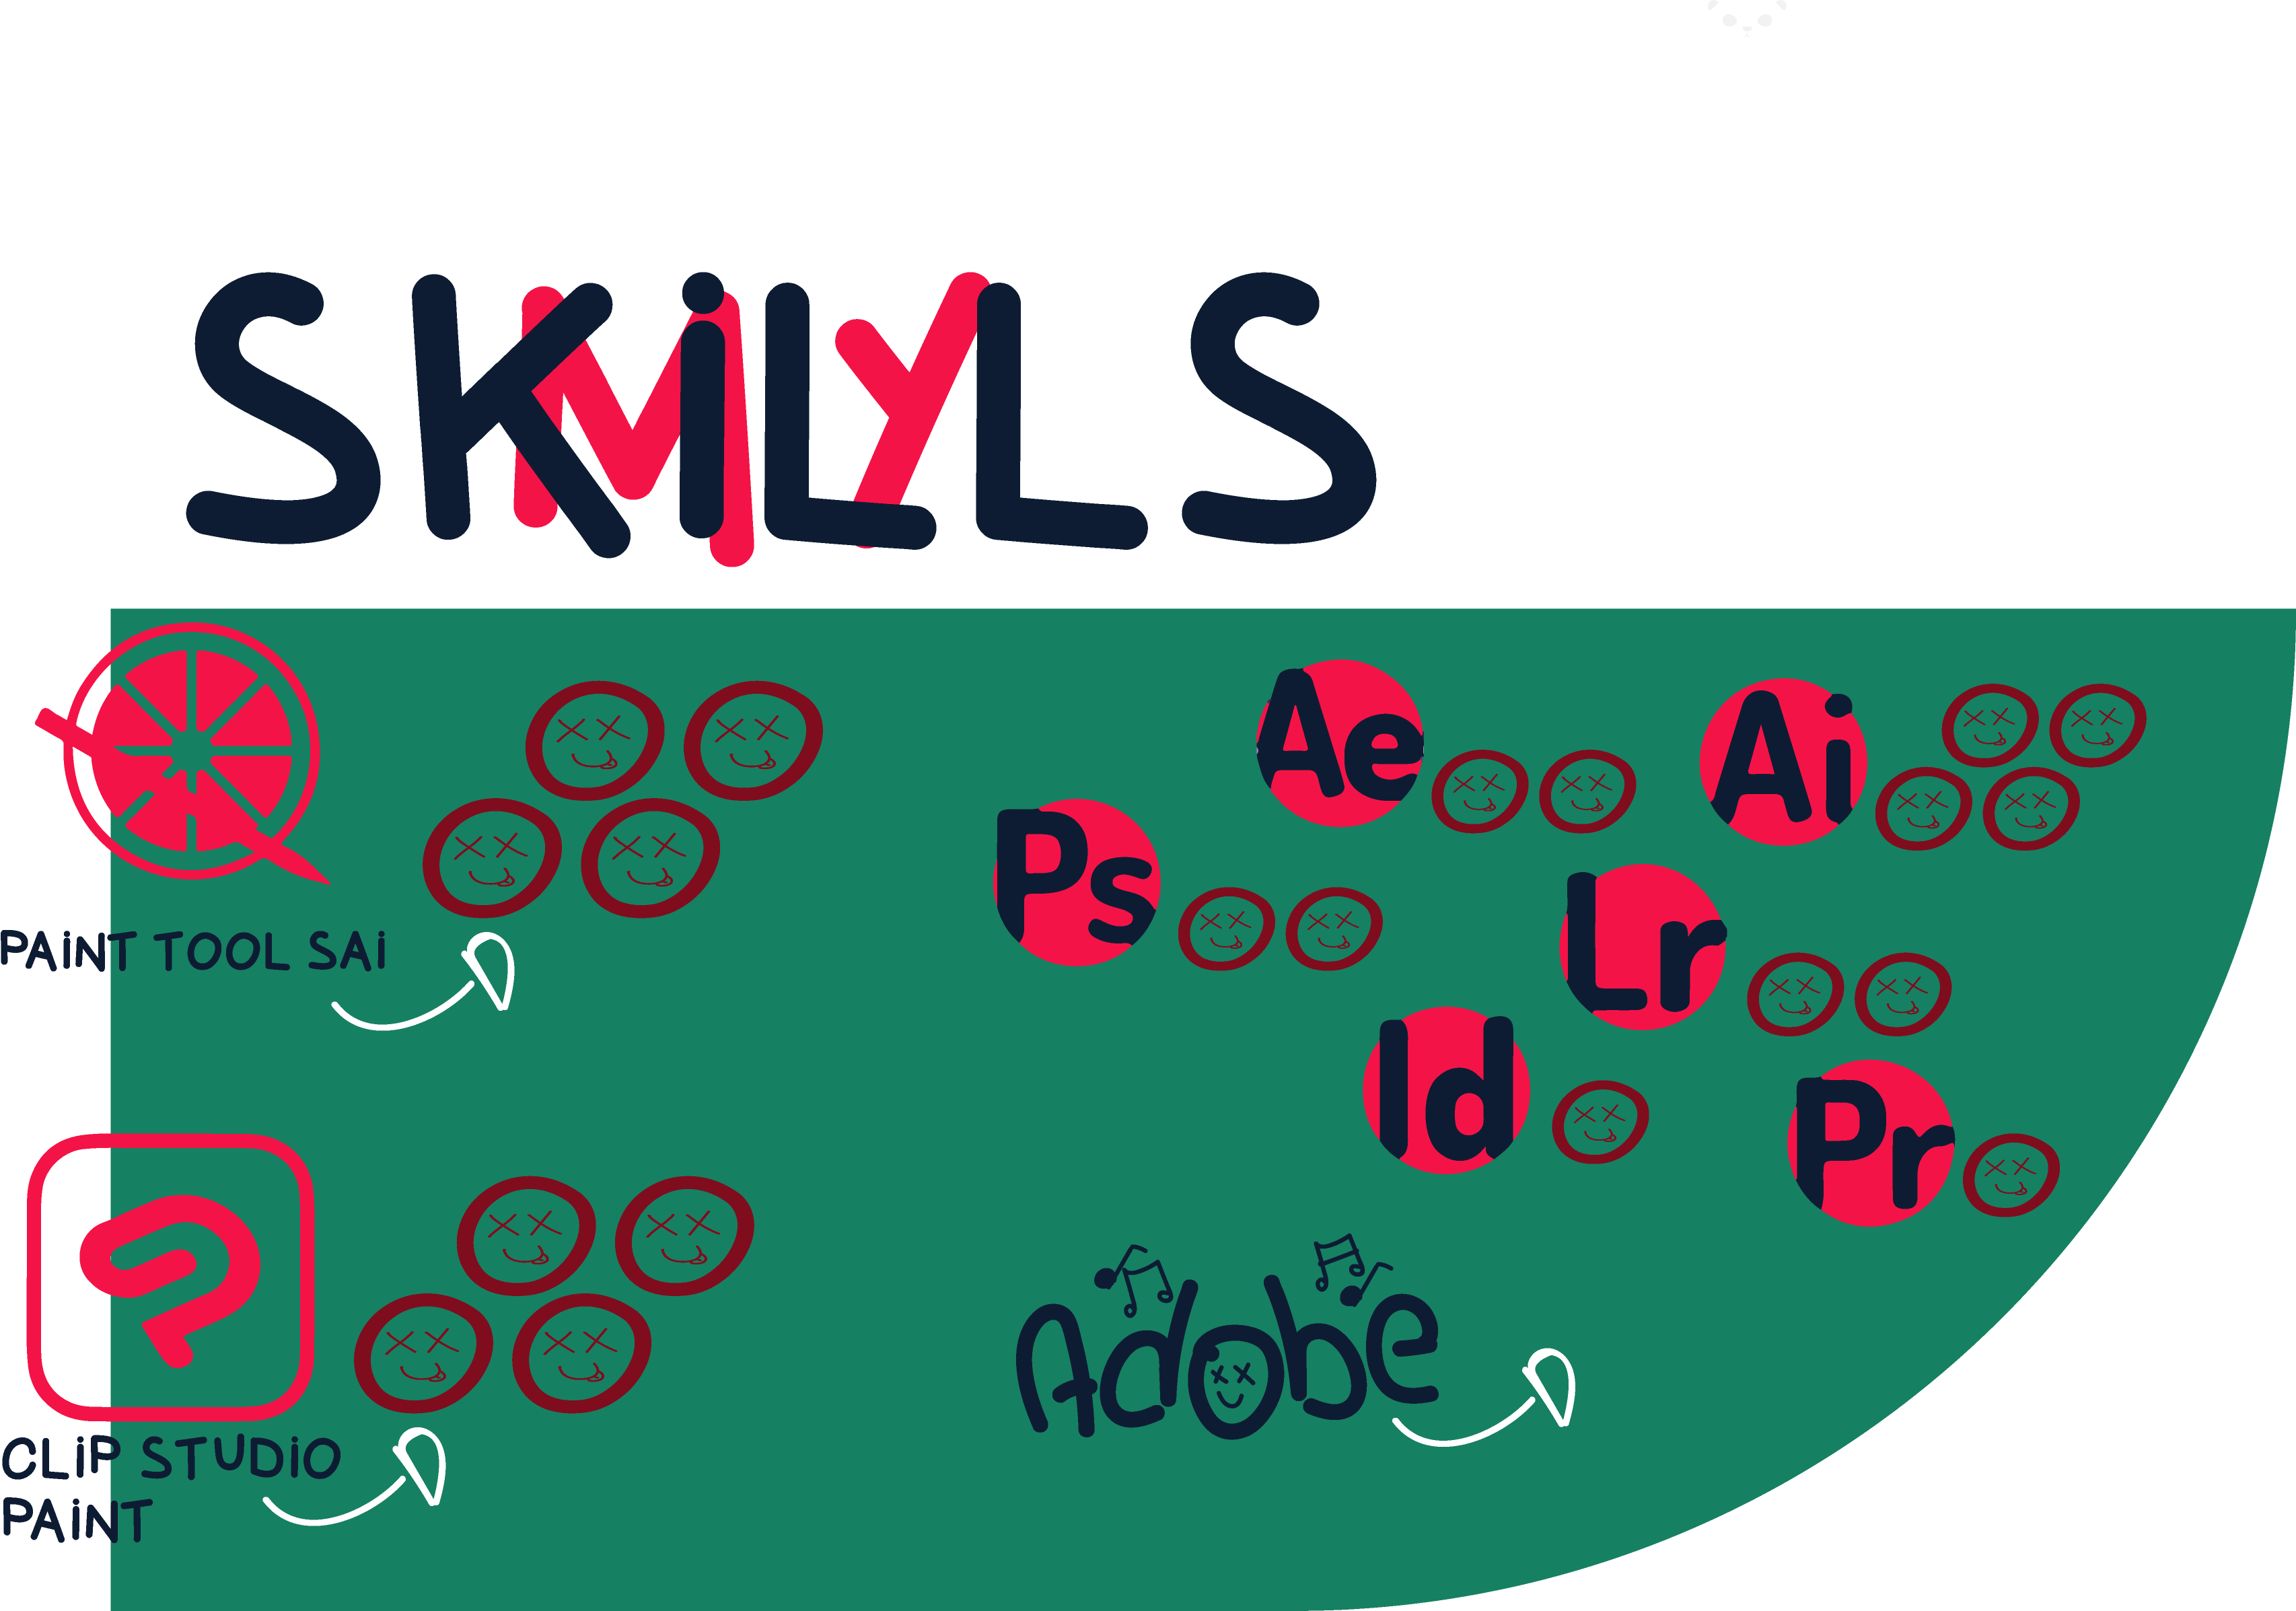 MY
SKiLLS
PAiNT TOOL SAi
Ae
Ai
Ps
Lr
Id
Pr
CLiP STUDiO
PAiNT
Adobe